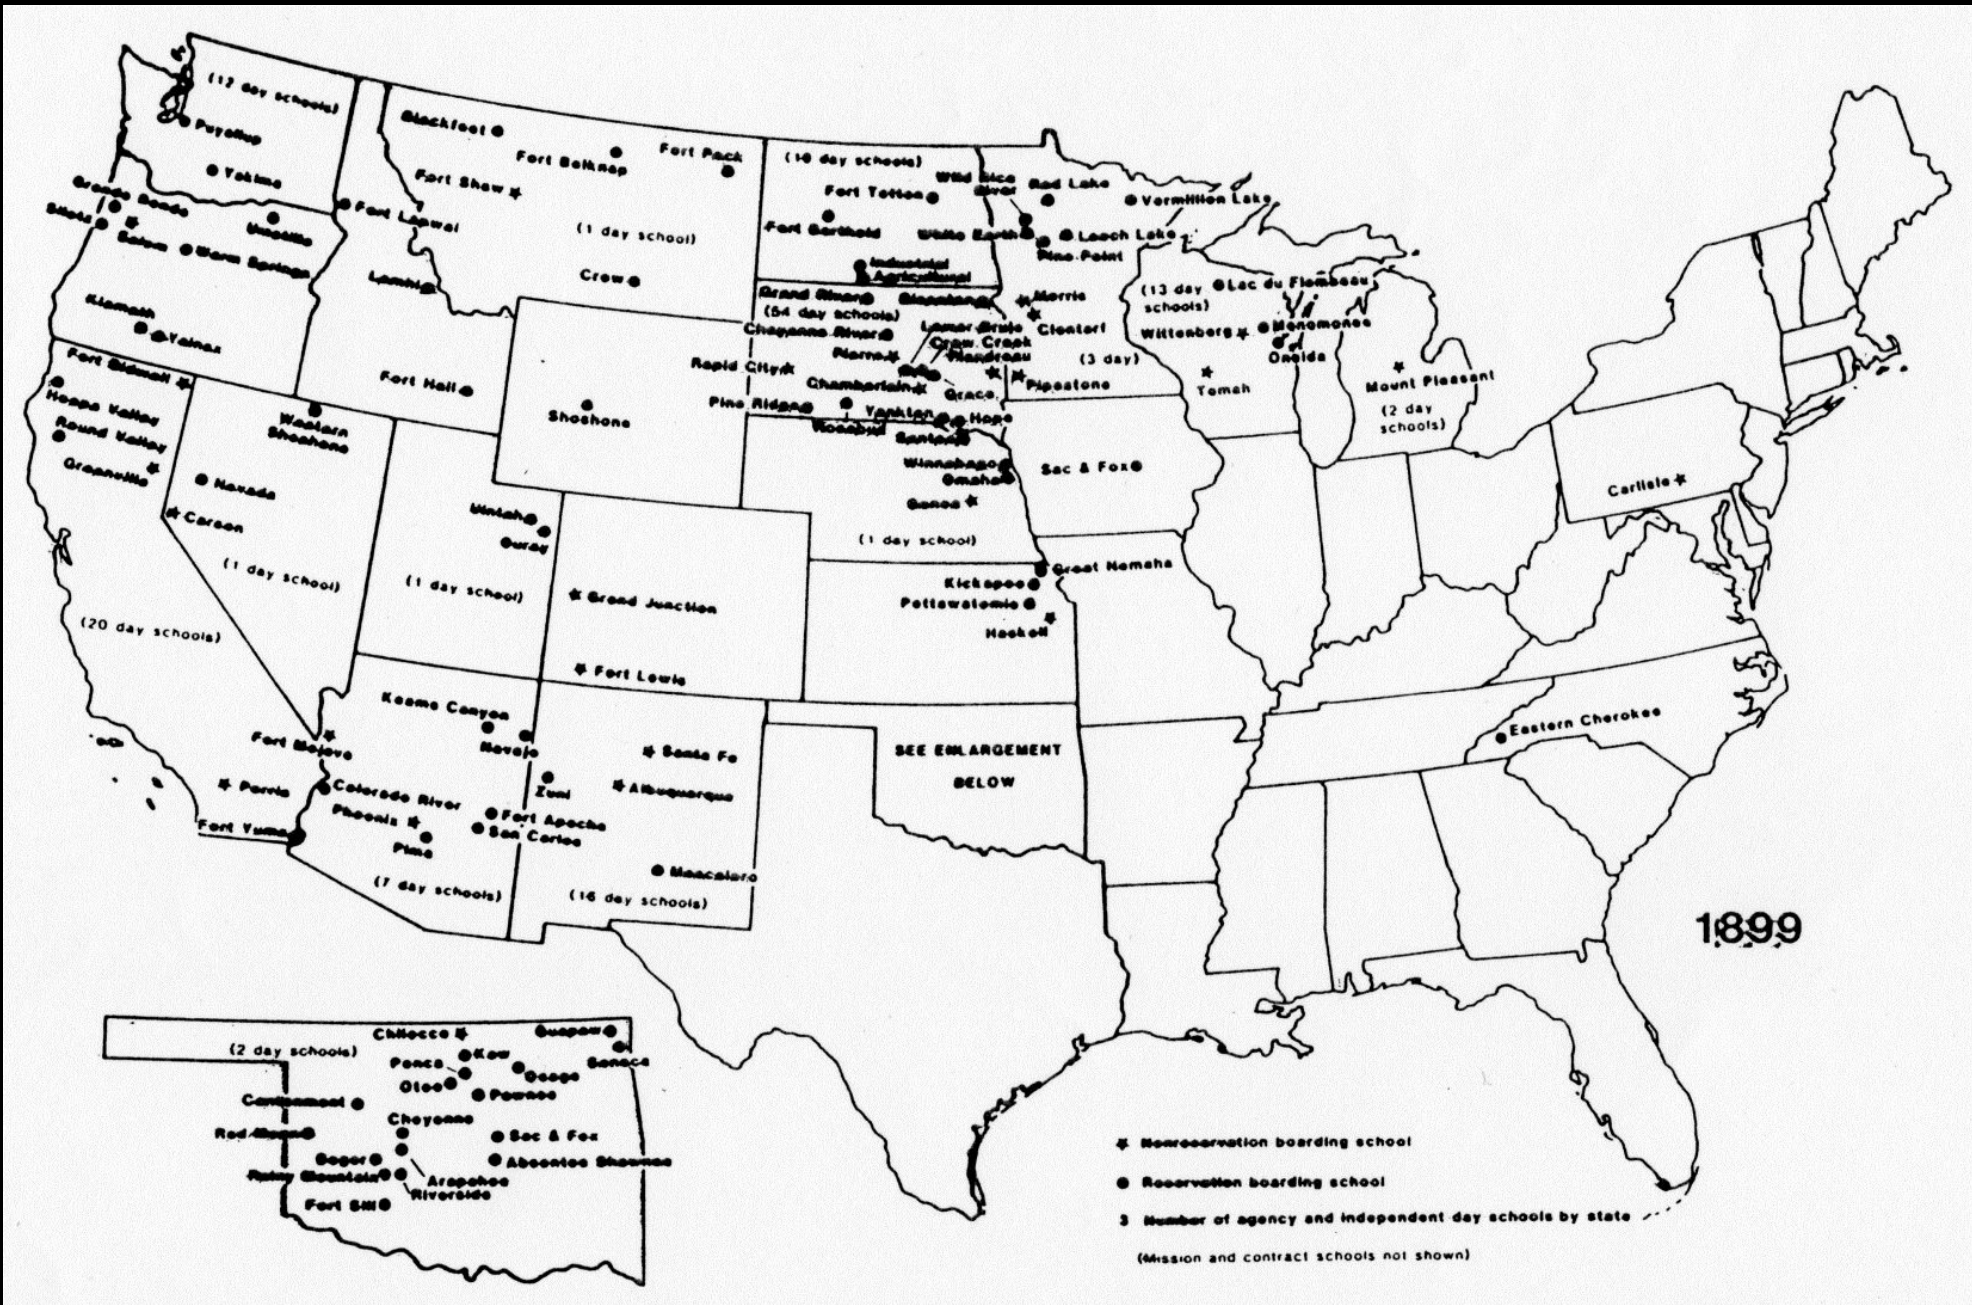 (12 day schools)
Puyallup
Yakima
Grande Ronde
Siletz
Salem
Umatilla
Warm Springs
Klamath
Yainax
Blackfeet
Fort Belknap
Fort Peck
Fort Shaw
Fort Lapwai
(1 day school)
Crow
Lemhi
Fort Hall
Shoshone
(10 day schools)
Fort Totten
Fort Berthold
Industrial
Agricultural
Wild Rice
River
Red Lake
Vermillion Lake
White Earth
Leech Lake
Pine Point
Grand River
(54 day schools)
Cheyenne River
Pierre
Rapid City
Chamberlain
Pine Ridge
Rosebud
Lower Brule
Crow Creek
Flandreau
Grace
Yankton
Hope
Santee
Morris
Clontarf
(3 day)
Pipestone
(13 day
schools)
Lac du Flambeau
Wittenberg
Menomonee
Oneida
Tomah
Mount Pleasant
(2 day
schools)
Fort Bidwell
Hoopa Valley
Round Valley
Greenville
Western
Shoshone
Nevada
Carson
(1 day school)
(20 day schools)
Uintah
Ouray
(1 day school)
Grand Junction
Fort Lewis
Winnebago
Omaha
Genoa
(1 day school)
Sac & Fox
Great Nemaha
Kickapoo
Pottawatomie
Haskell
Carlisle
Eastern Cherokee
Keams Canyon
Navajo
Fort Mojave
Perris
Colorado River
Phoenix
Pima
Fort Yuma
Zuni
Fort Apache
San Carlos
(7 day schools)
Santa Fe
Albuquerque
Mescalero
(16 day schools)
SEE ENLARGEMENT
BELOW
1899
Chilocco
Quapaw
Seneca
(2 day schools)
Ponca
Kaw
Osage
Otoe
Pawnee
Cantonment
Cheyenne
Red Moon
Sac & Fox
Seger
Absentee Shawnee
Rainy Mountain
Arapahoe
Riverside
Fort Sill
Nonreservation boarding school
Reservation boarding school
3 Number of agency and independent day schools by state
(Mission and contract schools not shown)